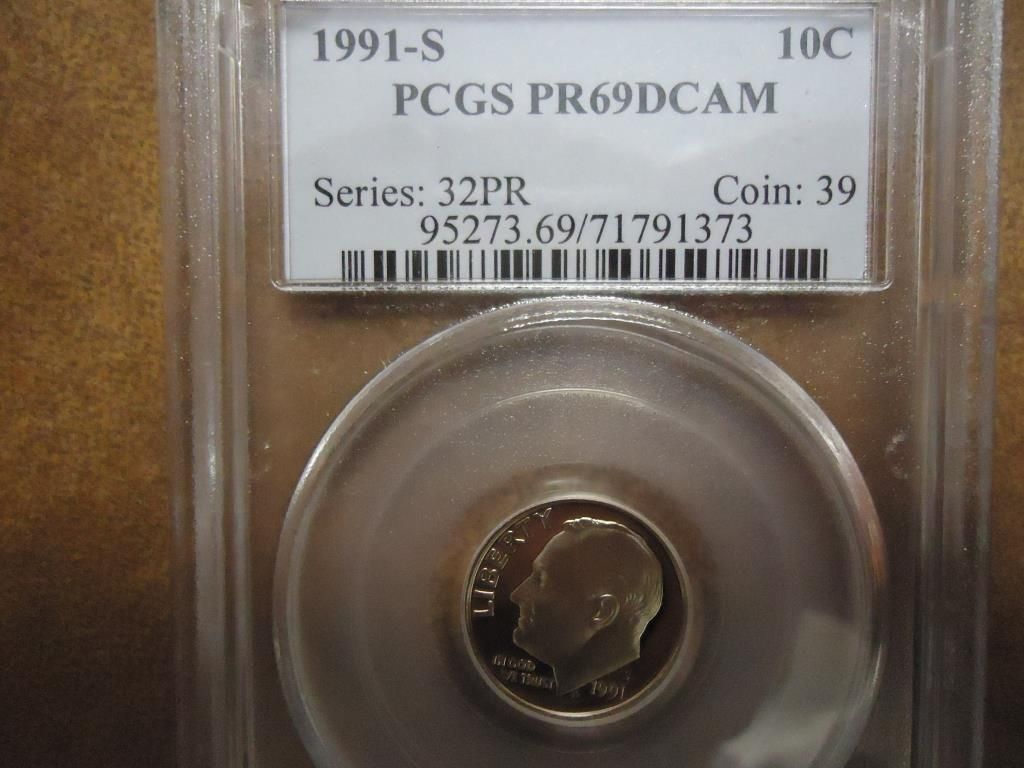 1991-S 10C
PCGS PR69DCAM
Series: 32PR Coin: 39
95273.69/71791373
LIBERTY
IN GOD
WE TRUST
1991